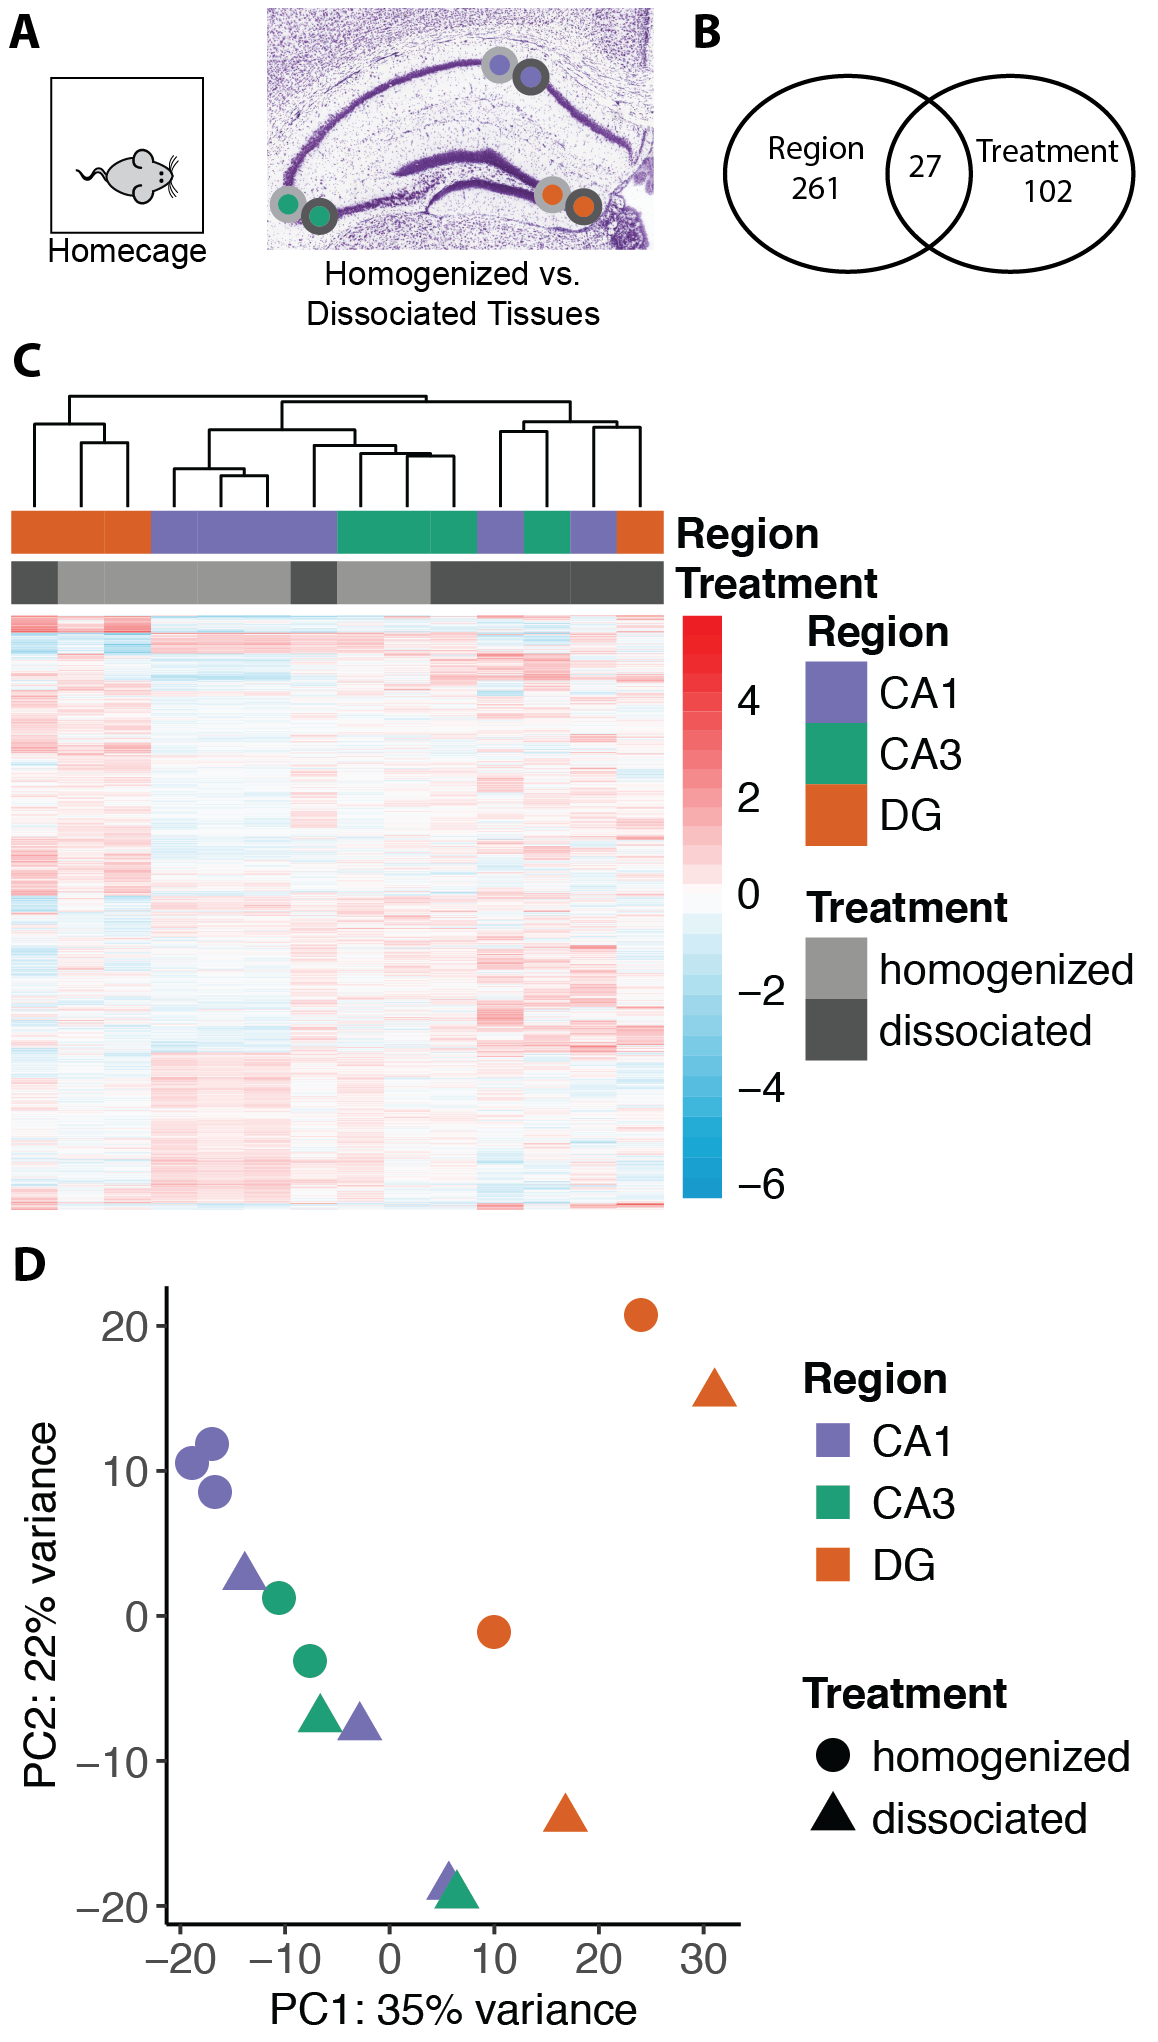 A
Homecage
Homogenized vs.
Dissociated Tissues
B
Region
261
27
Treatment
102
C
Region
Treatment
4
2
0
−2
−4
−6
Region
CA1
CA3
DG
Treatment
homogenized
dissociated
D
PC2: 22% variance
20
10
0
−10
−20
−20 −10 0 10 20 30
PC1: 35% variance
Region
CA1
CA3
DG
Treatment
homogenized
dissociated